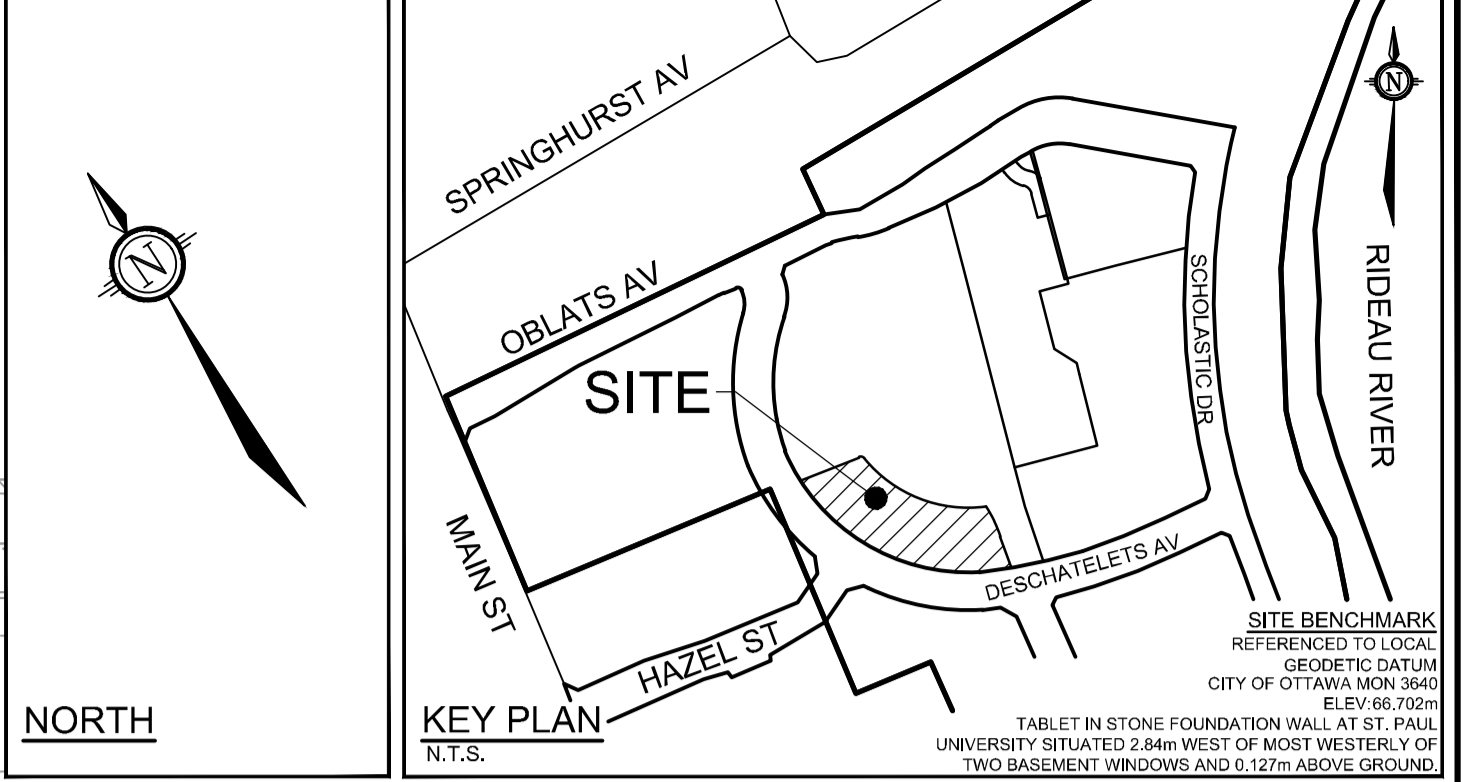 N
NORTH
SPRINGHURST AV
OBLATS AV
SITE
MAIN ST
HAZEL ST
DESCHATELETS AV
SCHOLASTIC DR
N
RIDEAU RIVER
KEY PLAN
N.T.S.
SITE BENCHMARK
REFERENCED TO LOCAL
GEODETIC DATUM
CITY OF OTTAWA MON 3640
ELEV:66.702m
TABLET IN STONE FOUNDATION WALL AT ST. PAUL
UNIVERSITY SITUATED 2.84m WEST OF MOST WESTERLY OF
TWO BASEMENT WINDOWS AND 0.127m ABOVE GROUND.